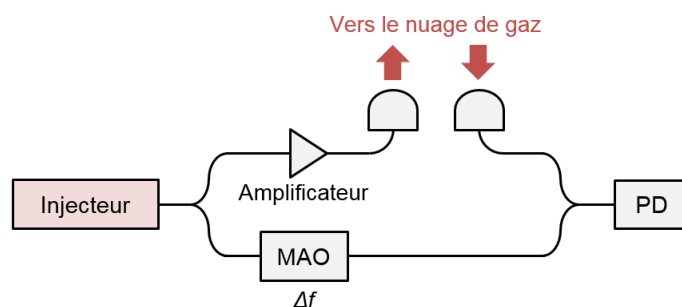 Vers le nuage de gaz
Amplificateur
Injecteur
PD
MAO
Δf